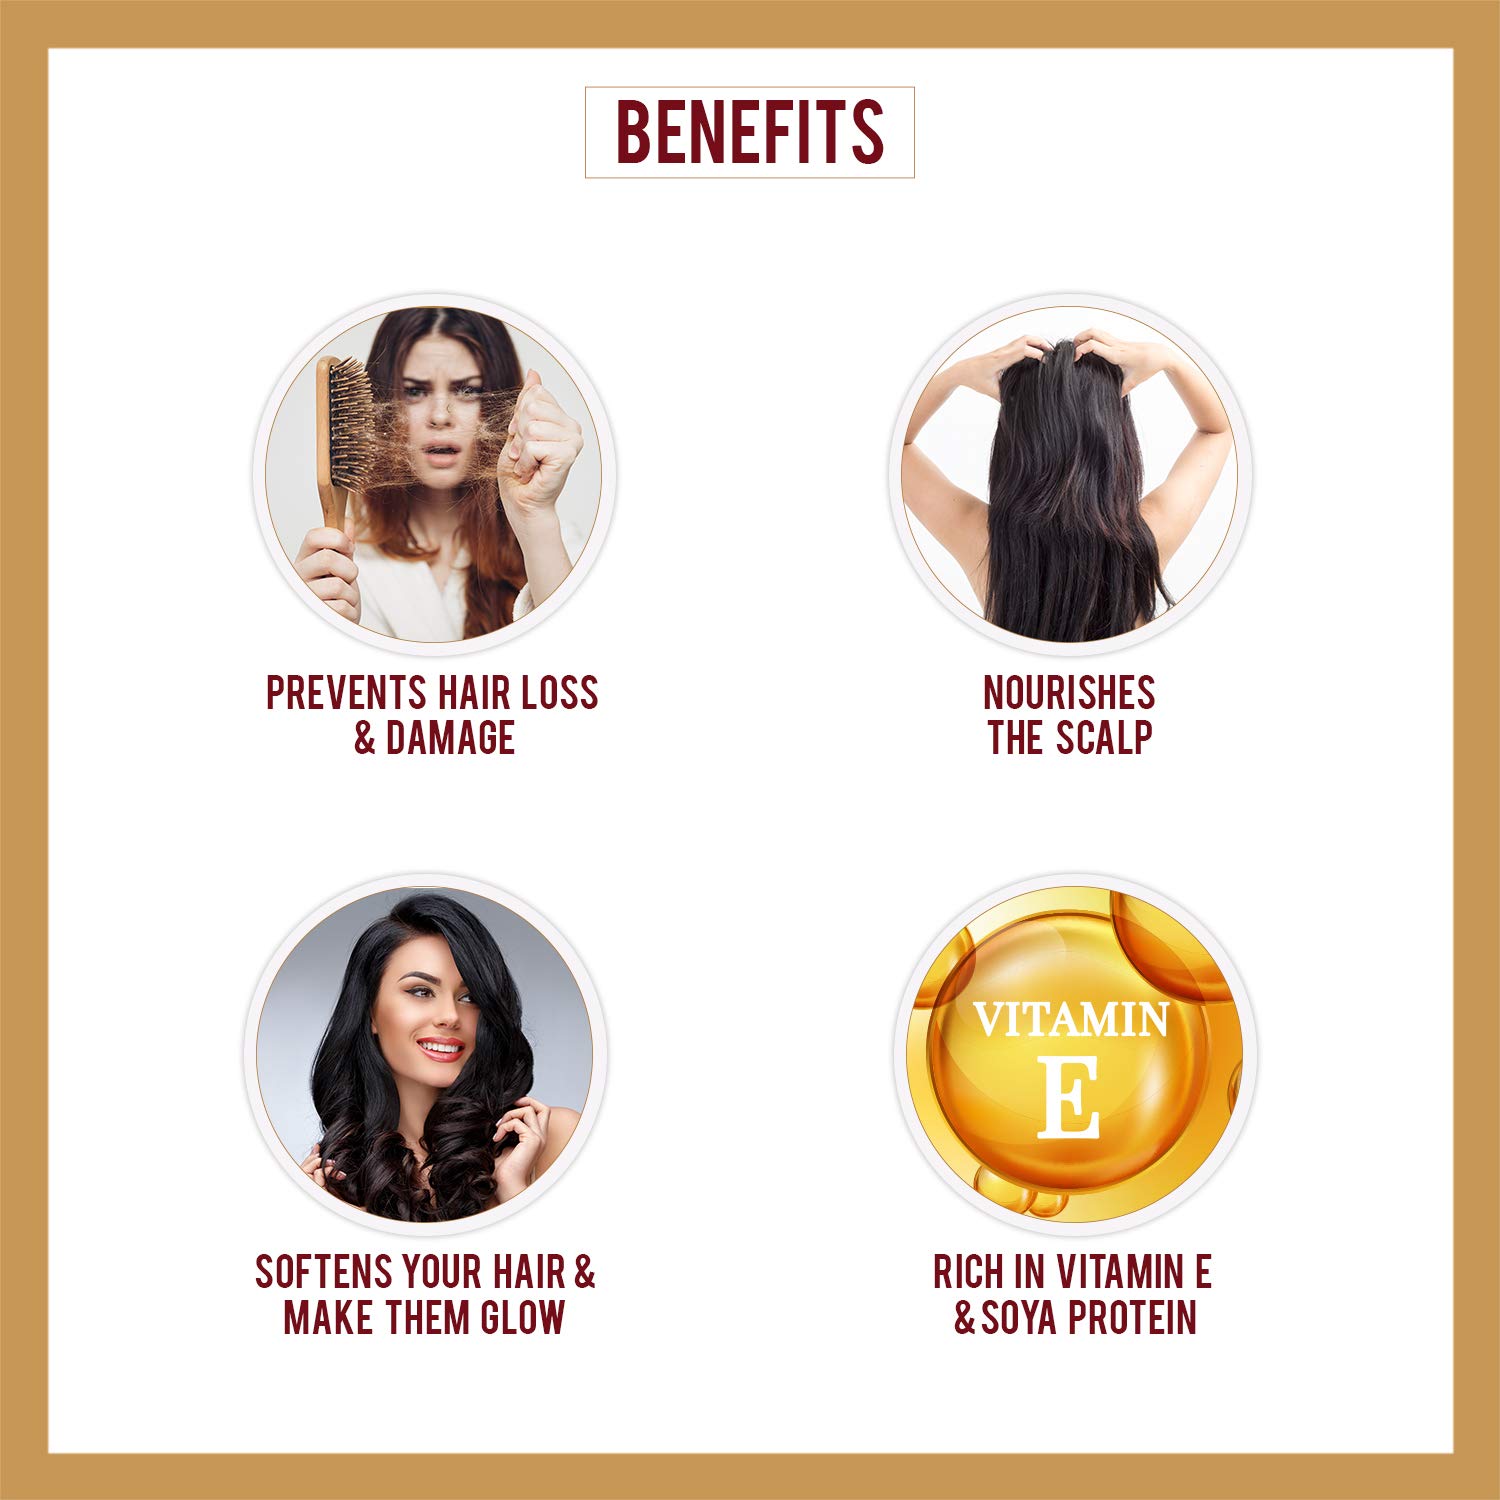 BENEFITS
PREVENTS HAIR LOSS
& DAMAGE
NOURISHES
THE SCALP
SOFTENS YOUR HAIR &
MAKE THEM GLOW
VITAMIN
E
RICH IN VITAMIN E
& SOYA PROTEIN